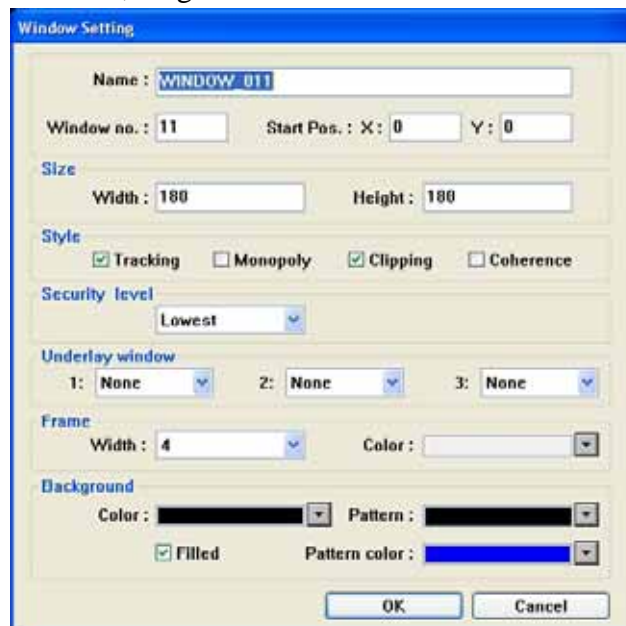 Window Setting
Name : WINDOW_011
Window no. : 11 Start Pos. : X : 0 Y : 0
Size
Width : 180 Height : 180
Style
Tracking Monopoly Clipping Coherence
Security level
Lowest
Underlay window
1: None 2: None 3: None
Frame
Width : 4 Color :
Background
Color : Pattern :
Filled Pattern color :
OK Cancel